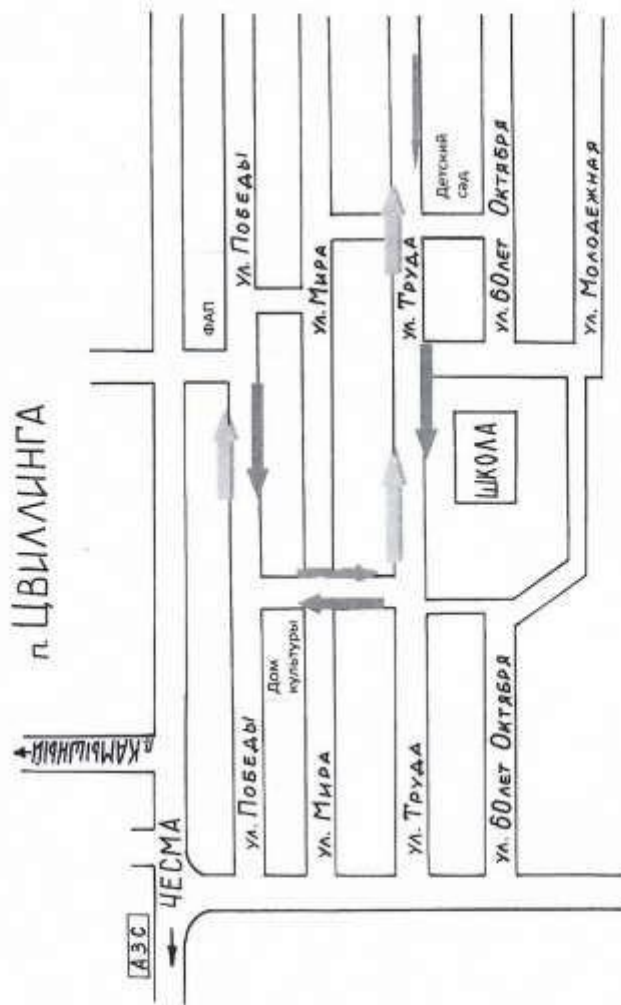 п. ЦВИЛЛИНГА
п. КАМЫШНЫЙ
АЗС
ЧЕСМА
ФАП
ул. ПОБЕДЫ
ул. ПОБЕДЫ
Дом
культуры
ул. МИРА
ул. МИРА
ул. ТРУДА
ул. ТРУДА
Детский
сад
ШКОЛА
ул. 60 лет ОКТЯБРЯ
ул. 60 лет ОКТЯБРЯ
ул. МОЛОДЕЖНАЯ